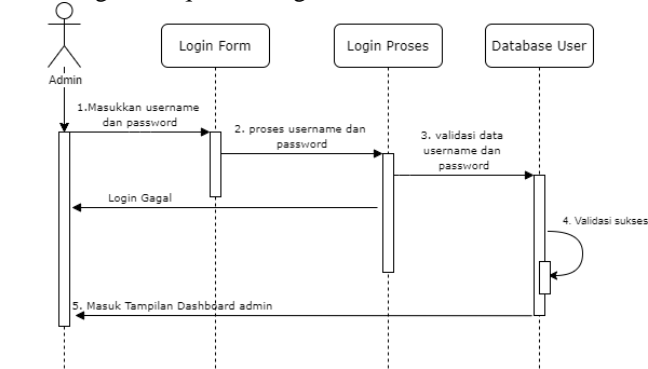 Admin
Login Form
Login Proses
Database User
1.Masukkan username
dan password
2. proses username dan
password
3. validasi data
username dan
password
Login Gagal
4. Validasi sukses
5. Masuk Tampilan Dashboard admin